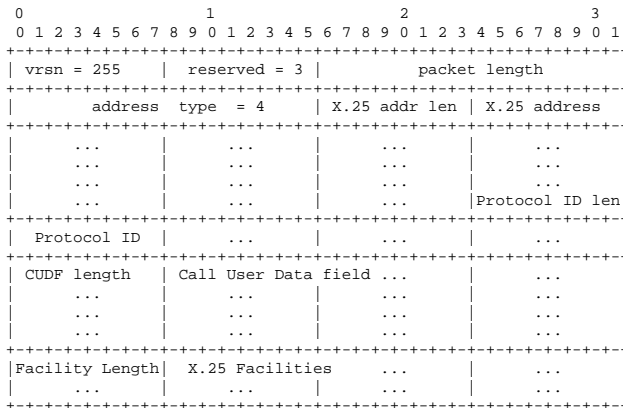 0                   1                   2                   3
0 1 2 3 4 5 6 7 8 9 0 1 2 3 4 5 6 7 8 9 0 1 2 3 4 5 6 7 8 9 0 1
+-+-+-+-+-+-+-+-+-+-+-+-+-+-+-+-+-+-+-+-+-+-+-+-+-+-+-+-+-+-+-+-
| vrsn = 255    |  reserved = 3 |         packet length
+-+-+-+-+-+-+-+-+-+-+-+-+-+-+-+-+-+-+-+-+-+-+-+-+-+-+-+-+-+-+-+-
|       address  type  = 4      | X.25 addr len | X.25 address
+-+-+-+-+-+-+-+-+-+-+-+-+-+-+-+-+-+-+-+-+-+-+-+-+-+-+-+-+-+-+-+-
|      ...      |      ...      |      ...      |      ...
|      ...      |      ...      |      ...      |      ...
|      ...      |      ...      |      ...      |      ...
|      ...      |      ...      |      ...      |Protocol ID len
+-+-+-+-+-+-+-+-+-+-+-+-+-+-+-+-+-+-+-+-+-+-+-+-+-+-+-+-+-+-+-+-
|  Protocol ID  |      ...      |      ...      |      ...
+-+-+-+-+-+-+-+-+-+-+-+-+-+-+-+-+-+-+-+-+-+-+-+-+-+-+-+-+-+-+-+-
| CUDF length   | Call User Data field ...      |      ...
|      ...      |      ...      |      ...      |      ...
|      ...      |      ...      |      ...      |      ...
|      ...      |      ...      |      ...      |      ...
+-+-+-+-+-+-+-+-+-+-+-+-+-+-+-+-+-+-+-+-+-+-+-+-+-+-+-+-+-+-+-+-
|Facility Length|  X.25 Facilities     ...      |      ...
|      ...      |      ...      |      ...      |      ...
+-+-+-+-+-+-+-+-+-+-+-+-+-+-+-+-+-+-+-+-+-+-+-+-+-+-+-+-+-+-+-+-